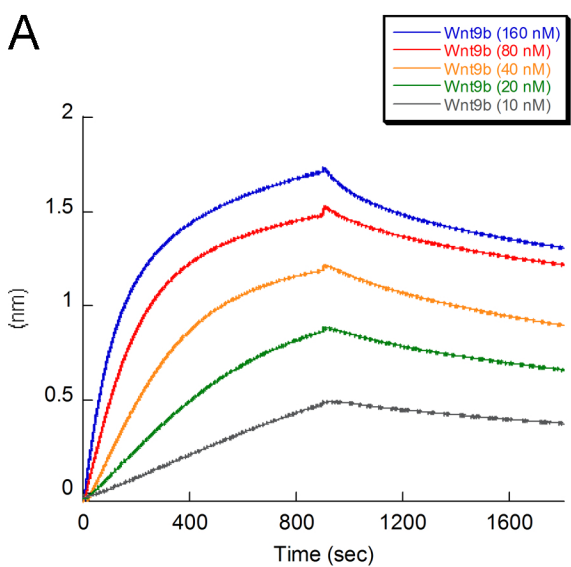 A
Wnt9b (160 nM)
Wnt9b (80 nM)
Wnt9b (40 nM)
Wnt9b (20 nM)
Wnt9b (10 nM)
2
1.5
1
0.5
0
(nm)
0
400
800
1200
1600
Time (sec)